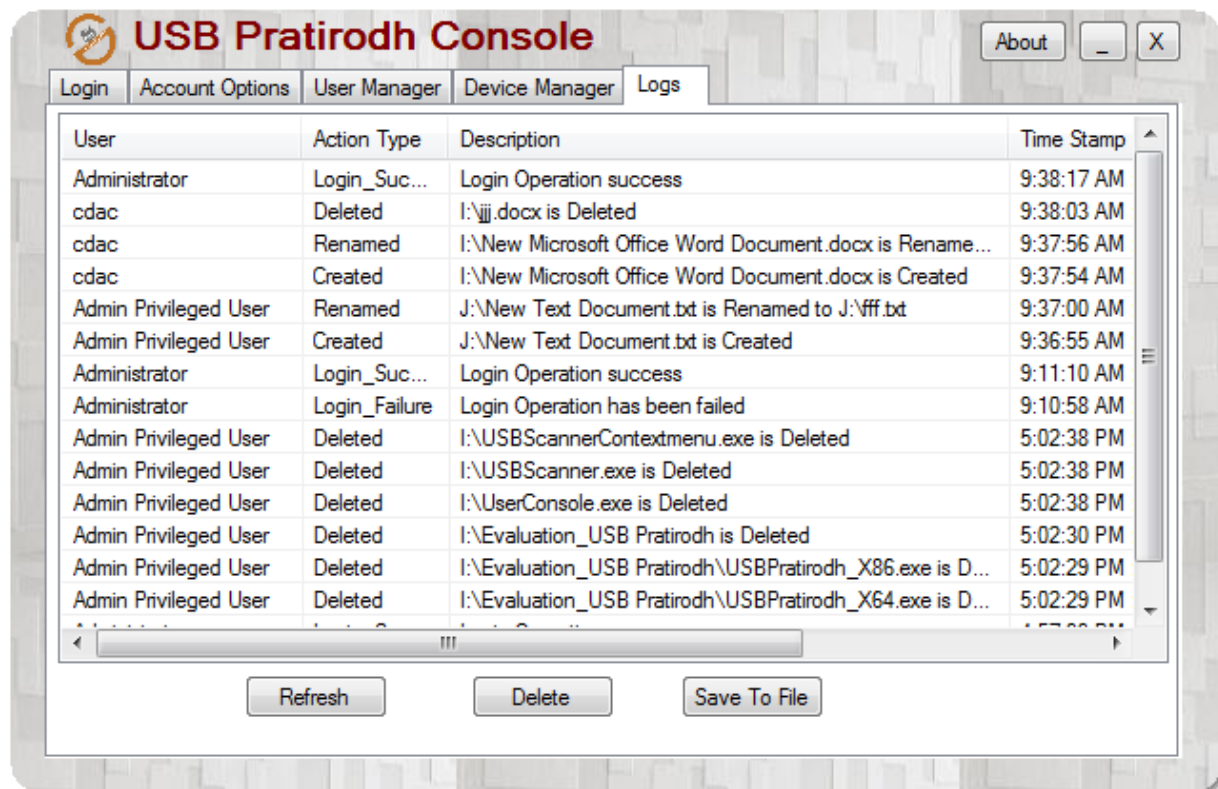 USB Pratirodh Console
About _ X
Login Account Options User Manager Device Manager Logs
User Action Type Description Time Stamp
Administrator Login_Suc... Login Operation success 9:38:17 AM
cdac Deleted I:\jjj.docx is Deleted 9:38:03 AM
cdac Renamed I:\New Microsoft Office Word Document.docx is Rename... 9:37:56 AM
cdac Created I:\New Microsoft Office Word Document.docx is Created 9:37:54 AM
Admin Privileged User Renamed J:\New Text Document.txt is Renamed to J:\fff.txt 9:37:00 AM
Admin Privileged User Created J:\New Text Document.txt is Created 9:36:55 AM
Administrator Login_Suc... Login Operation success 9:11:10 AM
Administrator Login_Failure Login Operation has been failed 9:10:58 AM
Admin Privileged User Deleted I:\USBScannerContextmenu.exe is Deleted 5:02:38 PM
Admin Privileged User Deleted I:\USBScanner.exe is Deleted 5:02:38 PM
Admin Privileged User Deleted I:\UserConsole.exe is Deleted 5:02:38 PM
Admin Privileged User Deleted I:\Evaluation_USB Pratirodh is Deleted 5:02:30 PM
Admin Privileged User Deleted I:\Evaluation_USB Pratirodh\USBPratirodh_X86.exe is D... 5:02:29 PM
Admin Privileged User Deleted I:\Evaluation_USB Pratirodh\USBPratirodh_X64.exe is D... 5:02:29 PM
Refresh Delete Save To File